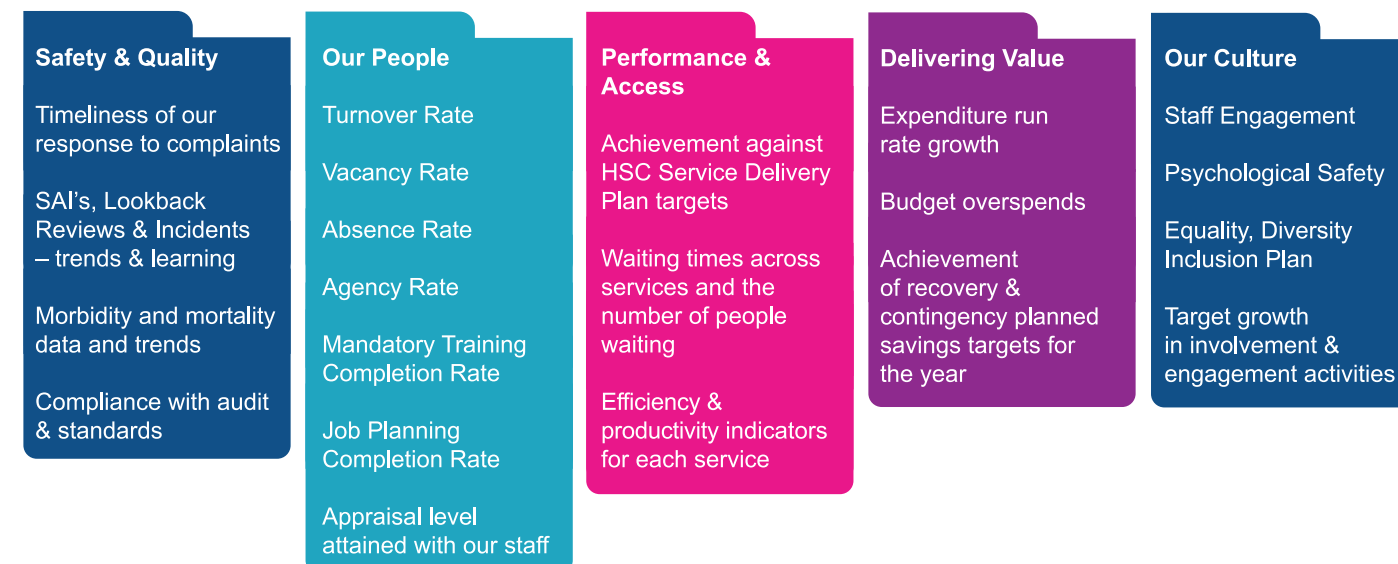 Safety & Quality
Timeliness of our
response to complaints
SAI's, Lookback
Reviews & Incidents
– trends & learning
Morbidity and mortality
data and trends
Compliance with audit
& standards
Our People
Turnover Rate
Vacancy Rate
Absence Rate
Agency Rate
Mandatory Training
Completion Rate
Job Planning
Completion Rate
Appraisal level
attained with our staff
Performance &
Access
Achievement against
HSC Service Delivery
Plan targets
Waiting times across
services and the
number of people
waiting
Efficiency &
productivity indicators
for each service
Delivering Value
Expenditure run
rate growth
Budget overspends
Achievement
of recovery &
contingency planned
savings targets for
the year
Our Culture
Staff Engagement
Psychological Safety
Equality, Diversity
Inclusion Plan
Target growth
in involvement &
engagement activities